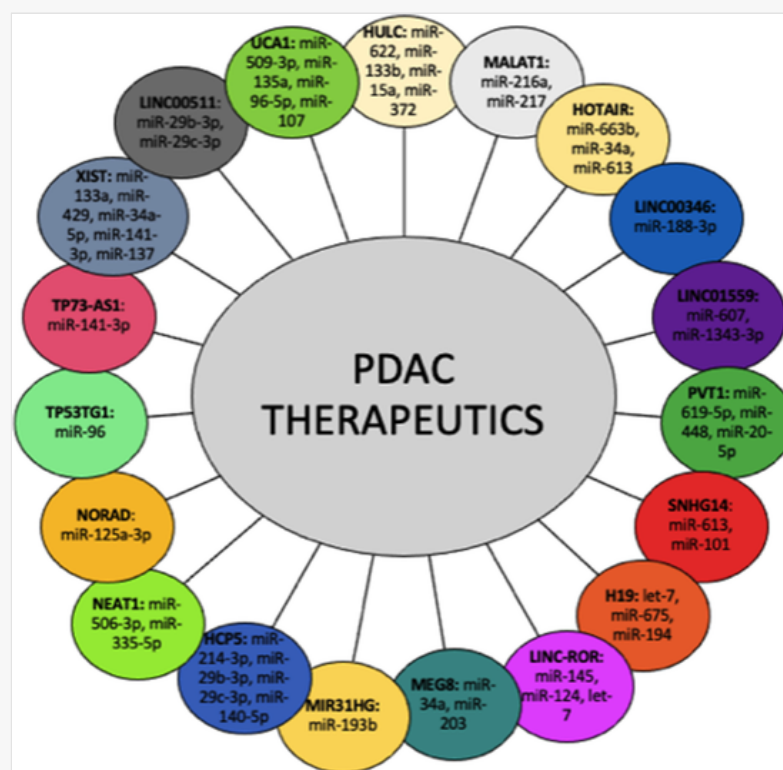 HULC: miR-
622, miR-
133b, miR-
15a, miR-
372
MALAT1:
miR-216a,
miR-217
HOTAIR:
miR-663b,
miR-34a,
miR-613
LINC00346:
miR-188-3p
LINC01559:
miR-607,
miR-1343-3p
PVT1: miR-
619-5p, miR-
448, miR-20-
5p
SNHG14:
miR-613,
miR-101
H19: let-7,
miR-675,
miR-194
LINC-ROR:
miR-145,
miR-124, let-
7
MEG8: miR-
34a, miR-
203
MIR31HG:
miR-193b
HCP5: miR-
214-3p, miR-
29b-3p, miR-
29c-3p, miR-
140-5p
NEAT1: miR-
506-3p, miR-
335-5p
NORAD:
miR-125a-3p
TP53TG1:
miR-96
TP73-AS1:
miR-141-3p
XIST: miR-
133a, miR-
429, miR-34a-
5p, miR-141-
3p, miR-137
LINC00511:
miR-29b-3p,
miR-29c-3p
UCA1: miR-
509-3p, miR-
135a, miR-
96-5p, miR-
107
PDAC
THERAPEUTICS